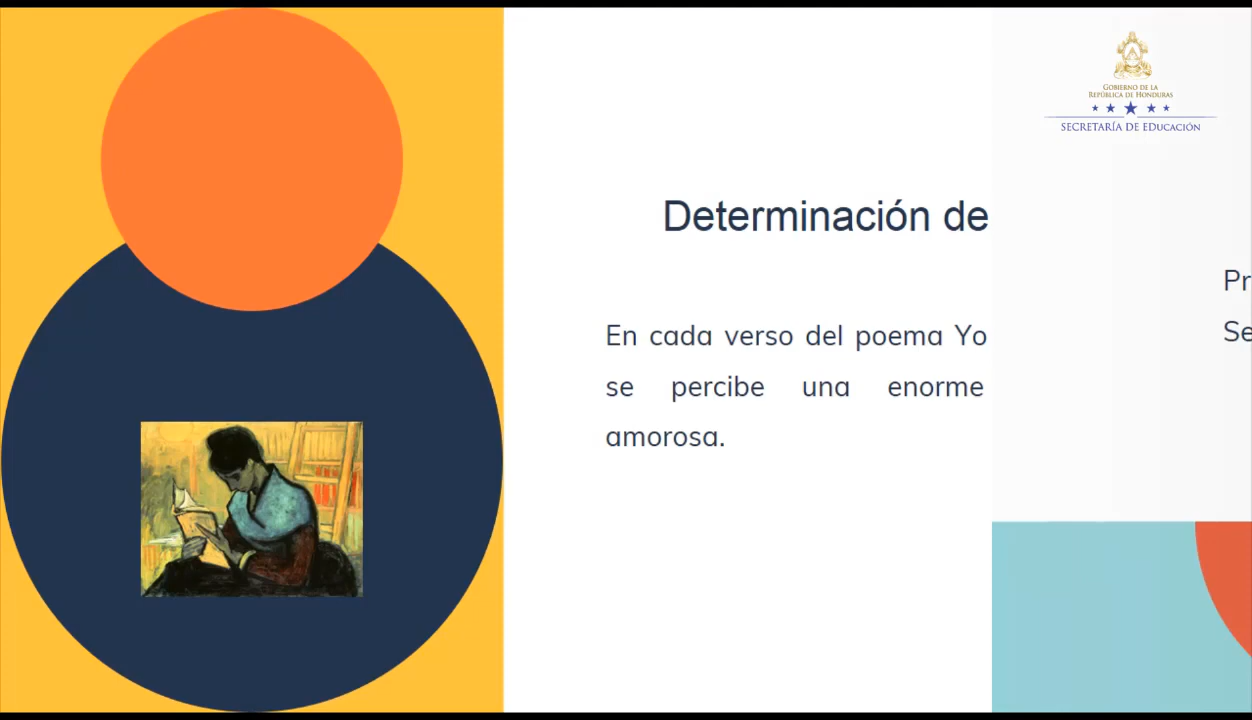 Determinación de
En cada verso del poema Yo
se percibe una enorme
amorosa.
GOBIERNO DE LA
REPÚBLICA DE HONDURAS
SECRETARÍA DE EDUCACIÓN
Pr
Se